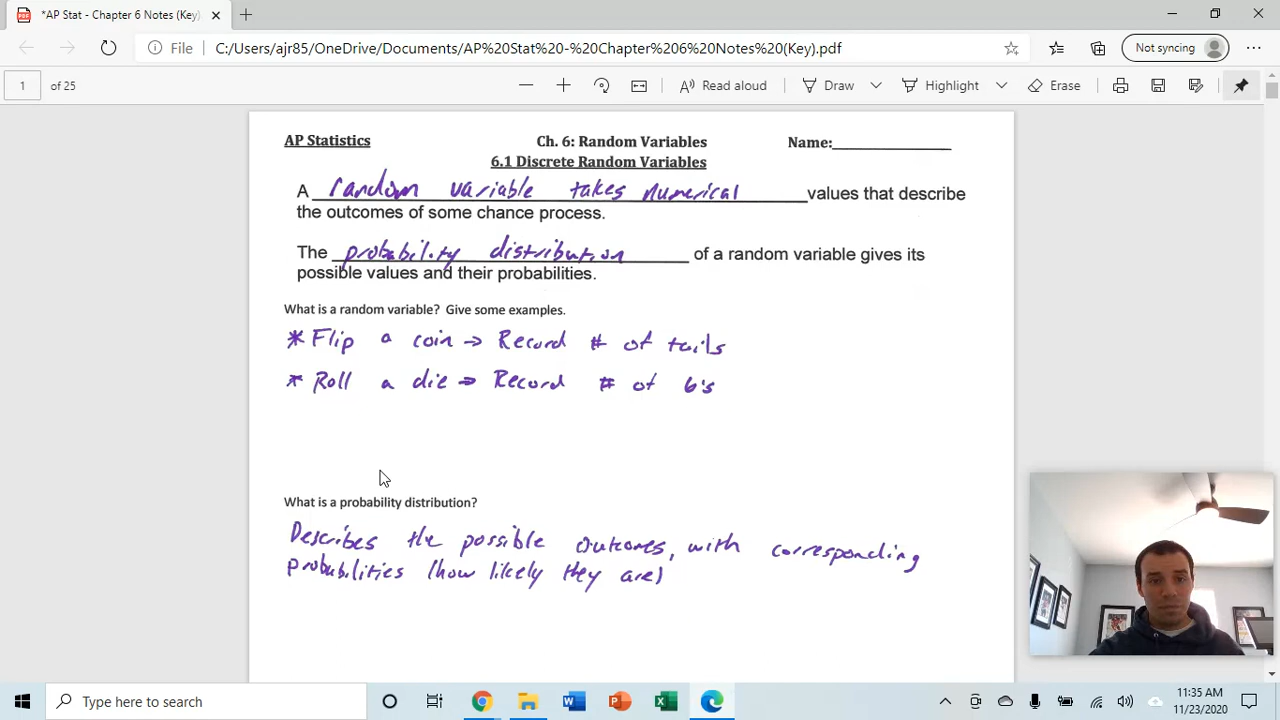 *AP Stat - Chapter 6 Notes (Key)
File C:/Users/ajr85/OneDrive/Documents/AP%20Stat%20-%20Chapter%206%20Notes%20(Key).pdf Not syncing
1 of 25 Read aloud Draw Highlight Erase
AP Statistics Ch. 6: Random Variables Name:
6.1 Discrete Random Variables
A random variable takes numerical values that describe
the outcomes of some chance process.
The probability distribution of a random variable gives its
possible values and their probabilities.
What is a random variable? Give some examples.
* Flip a coin → Record # of tails
* Roll a die → Record # of 6's
What is a probability distribution?
Describes the possible outcomes, with corresponding
probabilities (how likely they are)
Type here to search
11:35 AM
11/23/2020